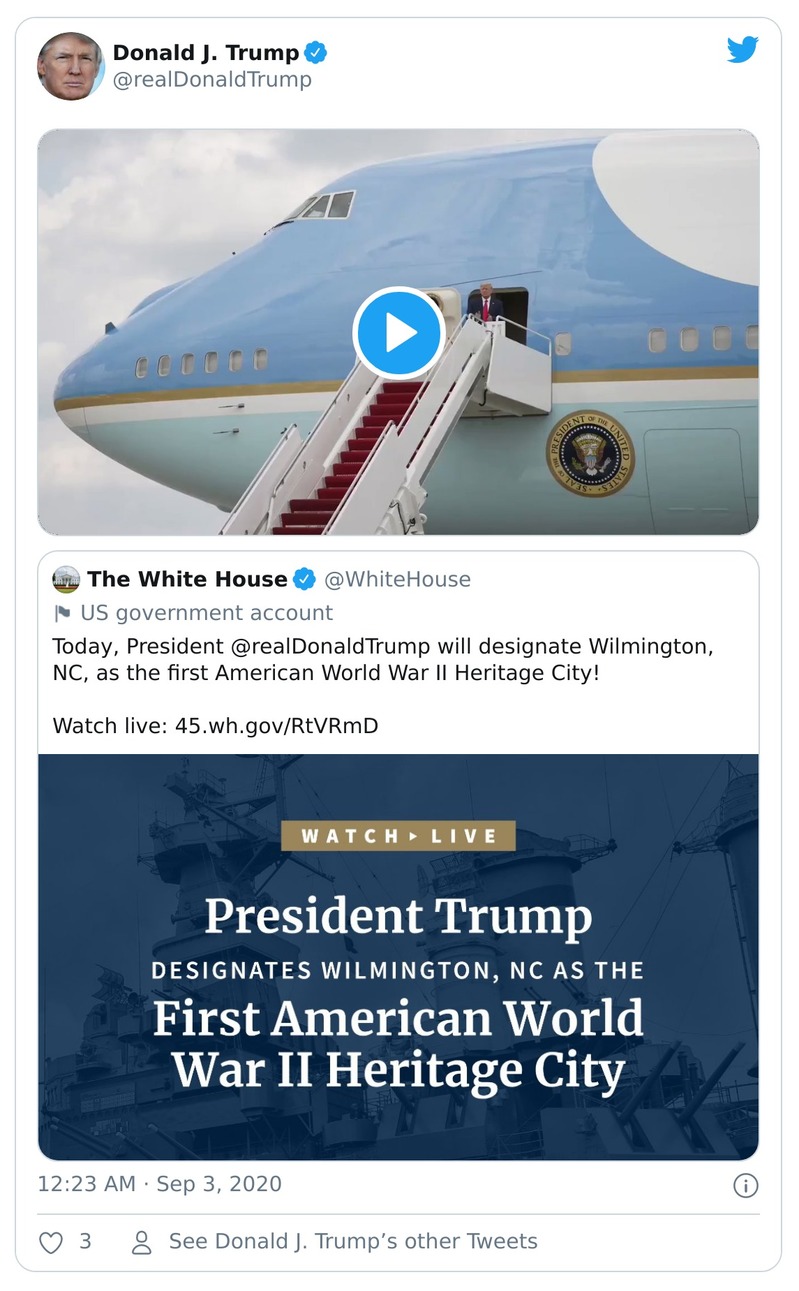 Donald J. Trump
@realDonaldTrump
SEAL OF THE PRESIDENT OF THE UNITED STATES
The White House @WhiteHouse
US government account
Today, President @realDonaldTrump will designate Wilmington,
NC, as the first American World War II Heritage City!
Watch live: 45.wh.gov/RtVRmD
WATCH ▸ LIVE
President Trump
DESIGNATES WILMINGTON, NC AS THE
First American World
War II Heritage City
12:23 AM · Sep 3, 2020
3 See Donald J. Trump’s other Tweets